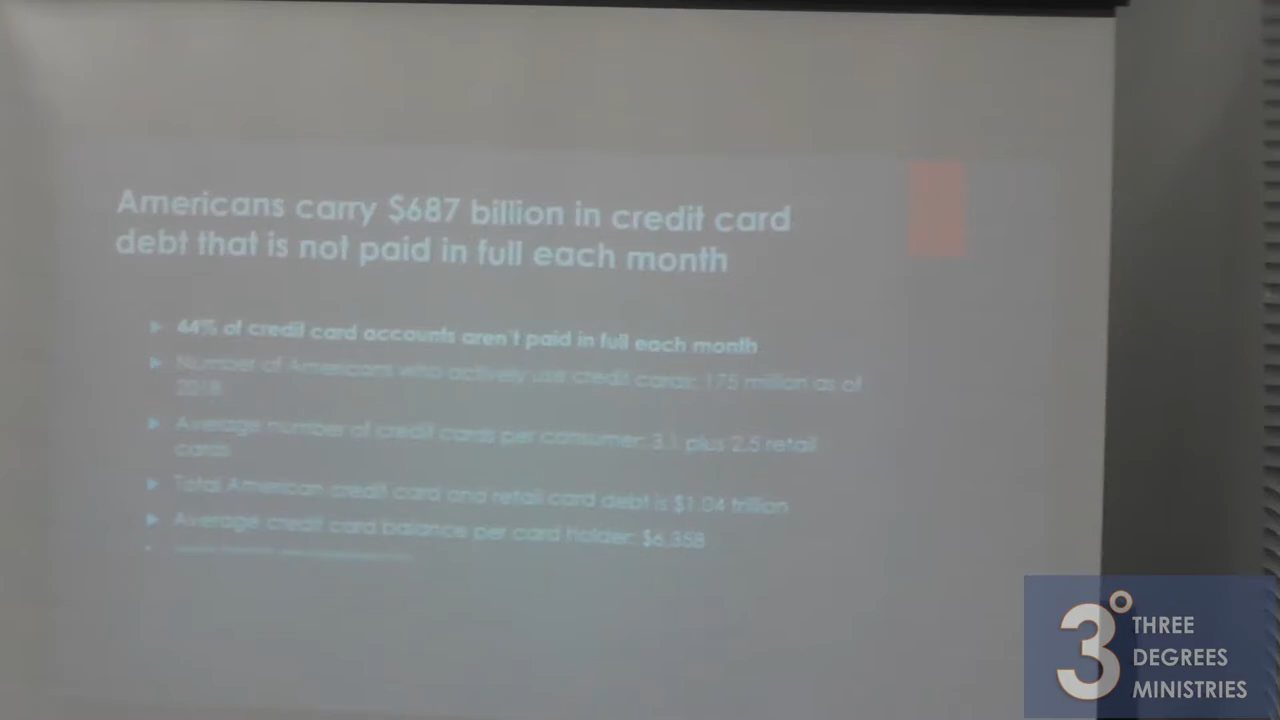 Americans carry $687 billion in credit card
debt that is not paid in full each month
44% of credit card accounts aren't paid in full each month
Number of Americans who actively use credit cards: 175 million as of
2018
Average number of credit cards per consumer: 3.1 plus 2.5 retail
cards
Total American credit card and retail card debt is $1.04 trillion
Average credit card balance per card holder: $6,358
3°
THREE
DEGREES
MINISTRIES